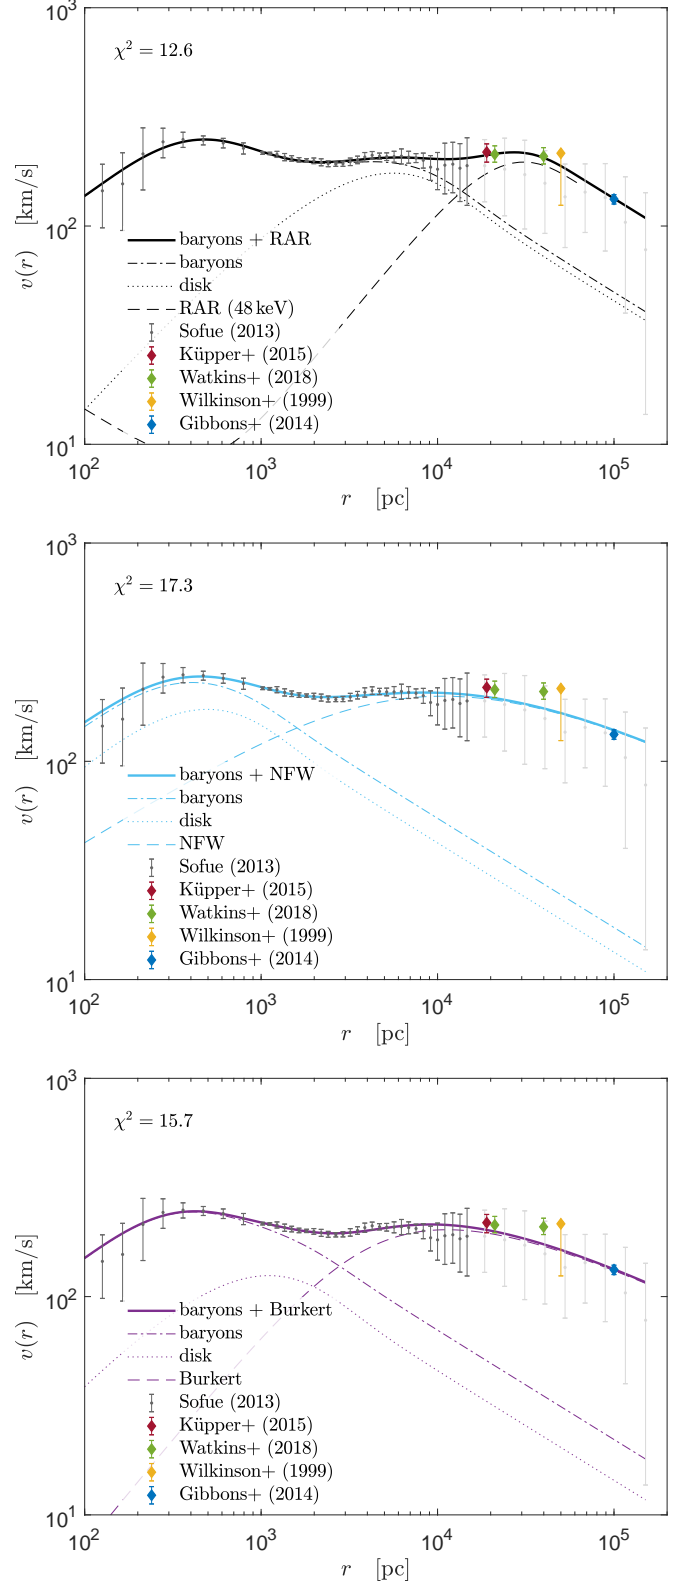 10³
χ² = 12.6
v(r) [km/s]
10²
baryons + RAR
baryons
disk
RAR (48 keV)
Sofue (2013)
Küpper+ (2015)
Watkins+ (2018)
Wilkinson+ (1999)
Gibbons+ (2014)
10¹
10² 10³ 10⁴ 10⁵
r [pc]
10³
χ² = 17.3
v(r) [km/s]
10²
baryons + NFW
baryons
disk
NFW
Sofue (2013)
Küpper+ (2015)
Watkins+ (2018)
Wilkinson+ (1999)
Gibbons+ (2014)
10¹
10² 10³ 10⁴ 10⁵
r [pc]
10³
χ² = 15.7
v(r) [km/s]
10²
baryons + Burkert
baryons
disk
Burkert
Sofue (2013)
Küpper+ (2015)
Watkins+ (2018)
Wilkinson+ (1999)
Gibbons+ (2014)
10¹
10² 10³ 10⁴ 10⁵
r [pc]